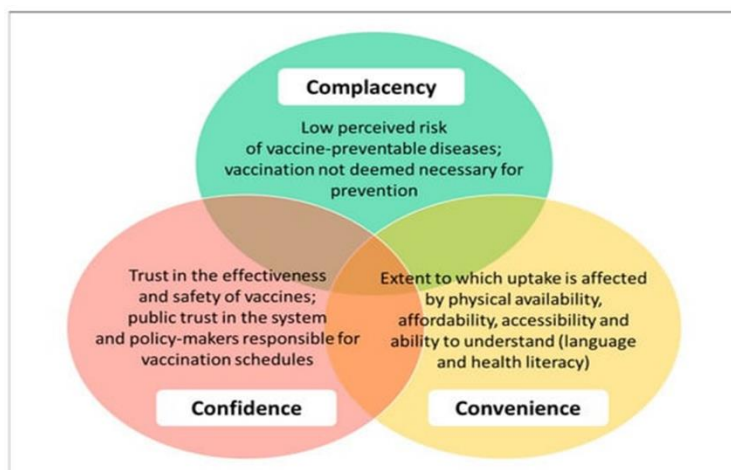 Complacency
Low perceived risk
of vaccine-preventable diseases;
vaccination not deemed necessary for
prevention
Trust in the effectiveness
and safety of vaccines;
public trust in the system
and policy-makers responsible for
vaccination schedules
Confidence
Extent to which uptake is affected
by physical availability,
affordability, accessibility and
ability to understand (language
and health literacy)
Convenience